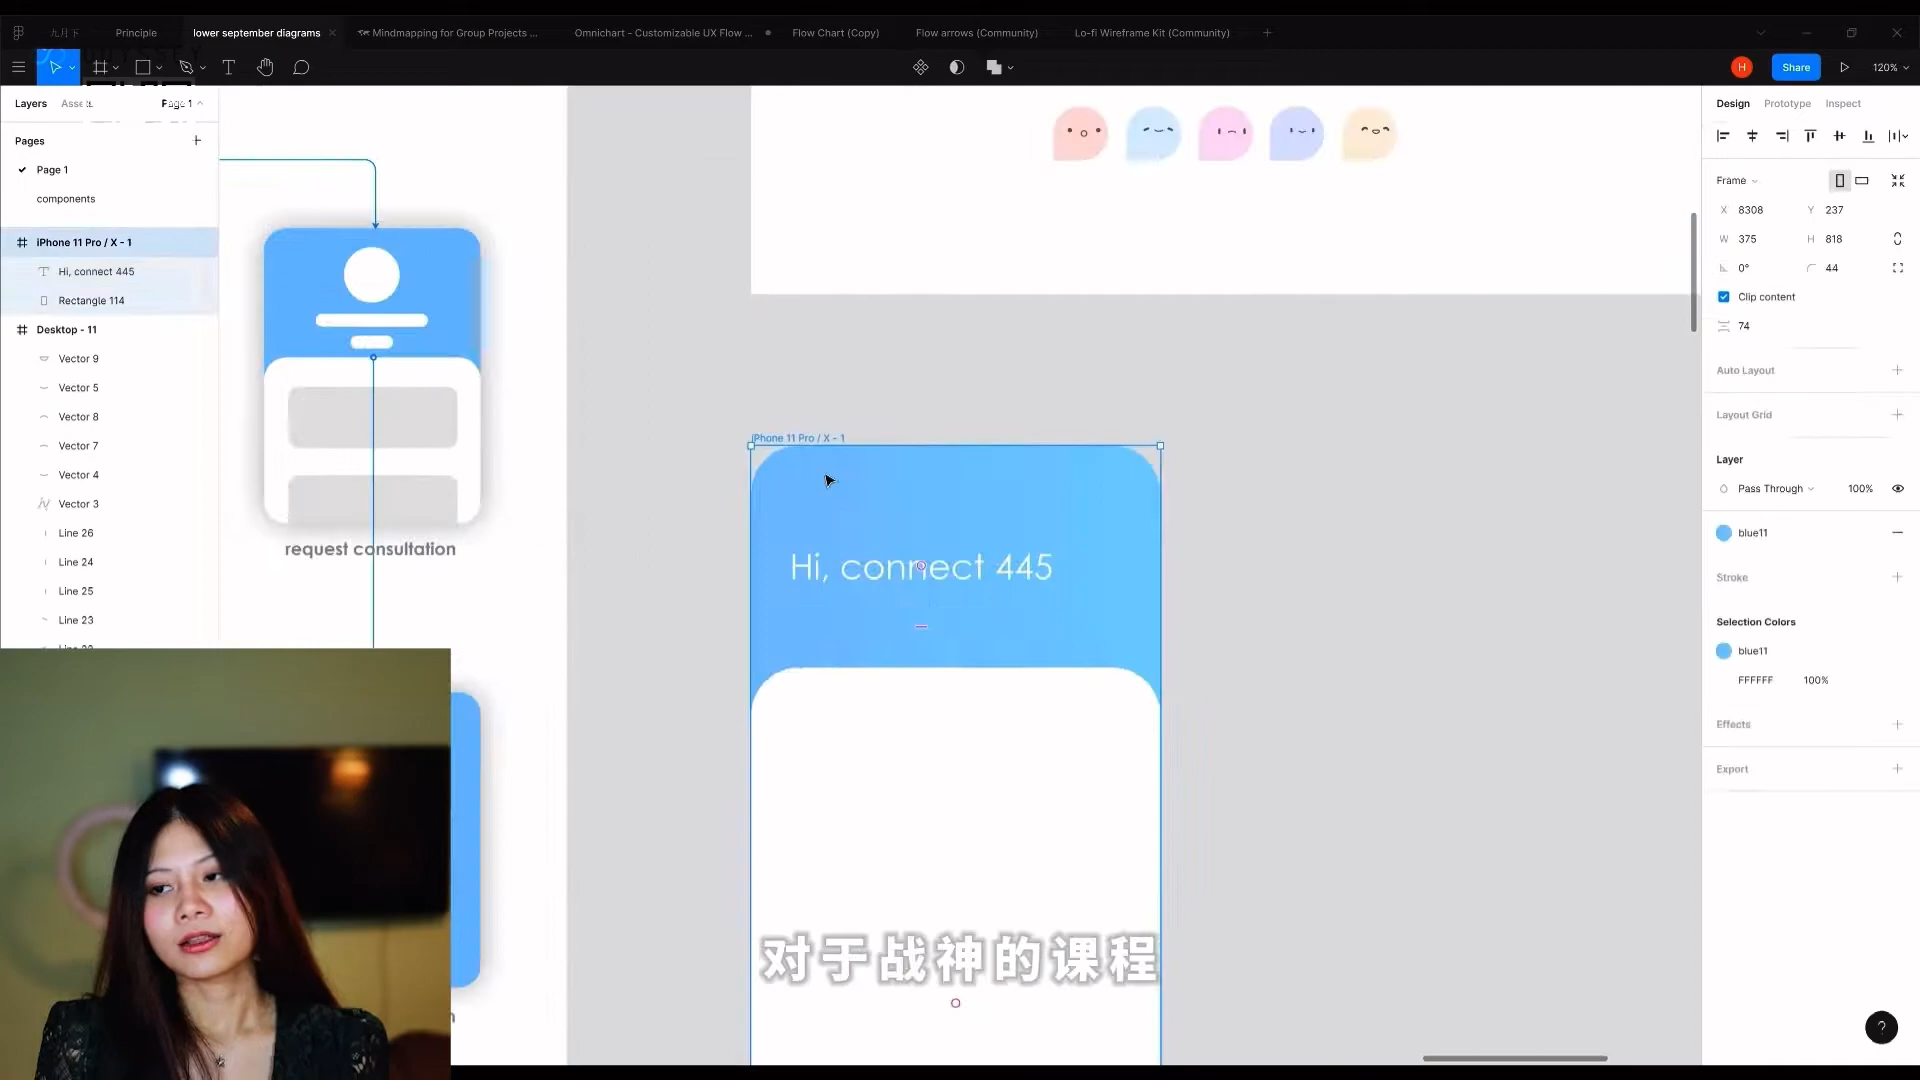 九月下
Principle
lower september diagrams
Mindmapping for Group Projects ...
Omnichart - Customizable UX Flow ...
Flow Chart (Copy)
Flow arrows (Community)
Lo-fi Wireframe Kit (Community)
H
Share
120%
Layers
Page 1
Design
Prototype
Inspect
Pages
Page 1
components
iPhone 11 Pro / X - 1
Hi, connect 445
Rectangle 114
Desktop - 11
Vector 9
Vector 5
Vector 8
Vector 7
Vector 4
Vector 3
Line 26
Line 24
Line 25
Line 23
request consultation
iPhone 11 Pro / X - 1
Hi, connect 445
对于战神的课程
Frame
X 8308
Y 237
W 375
H 818
0°
44
Clip content
74
Auto Layout
Layout Grid
Layer
Pass Through
100%
blue11
Stroke
Selection Colors
blue11
FFFFFF 100%
Effects
Export
?